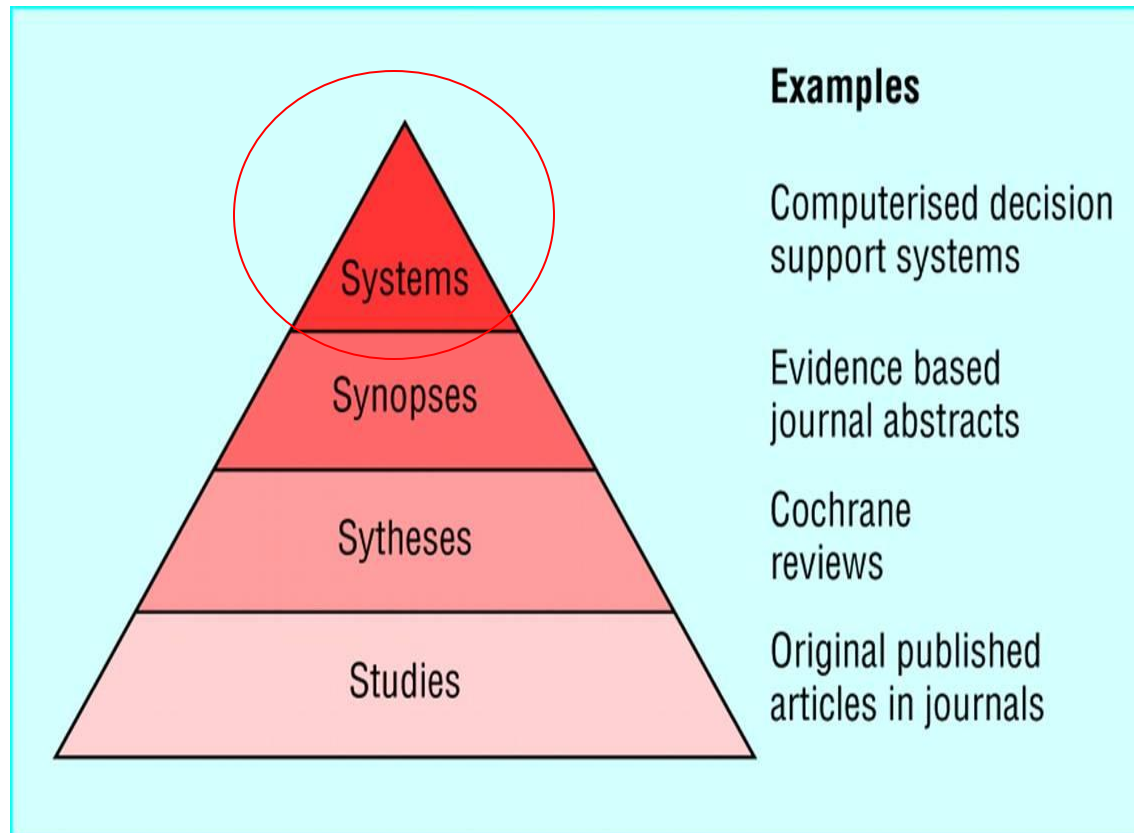 Examples
Systems
Computerised decision
support systems
Synopses
Evidence based
journal abstracts
Sytheses
Cochrane
reviews
Studies
Original published
articles in journals